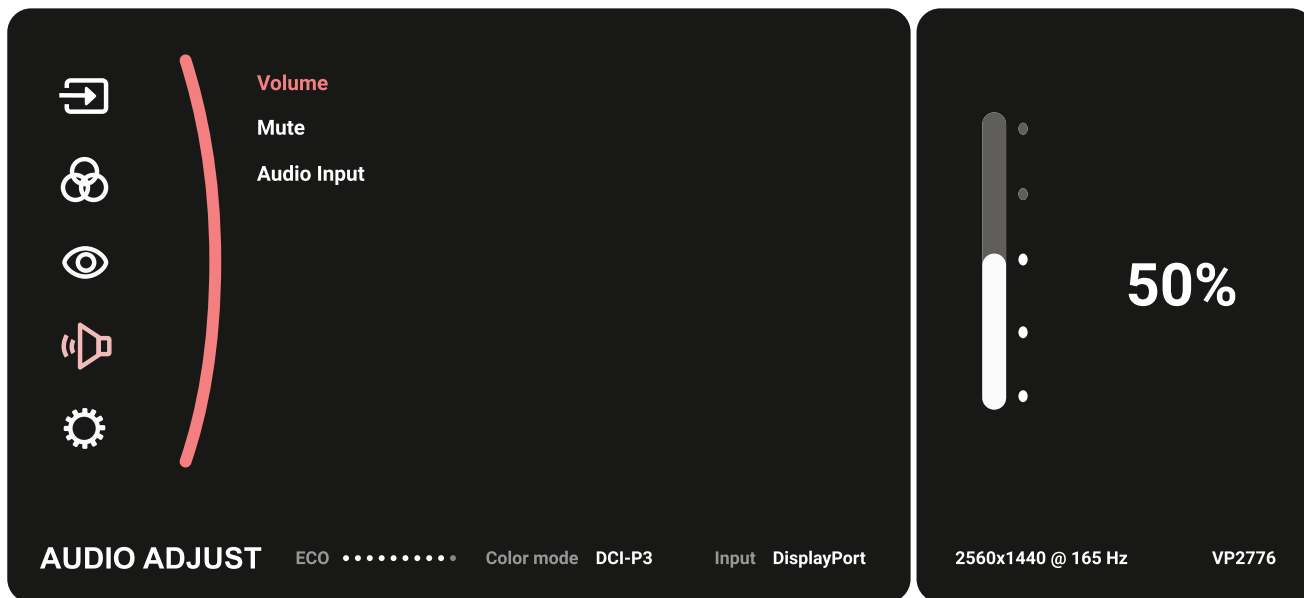 Volume
Mute
Audio Input
50%
AUDIO ADJUST ECO Color mode DCI-P3 Input DisplayPort 2560x1440 @ 165 Hz VP2776